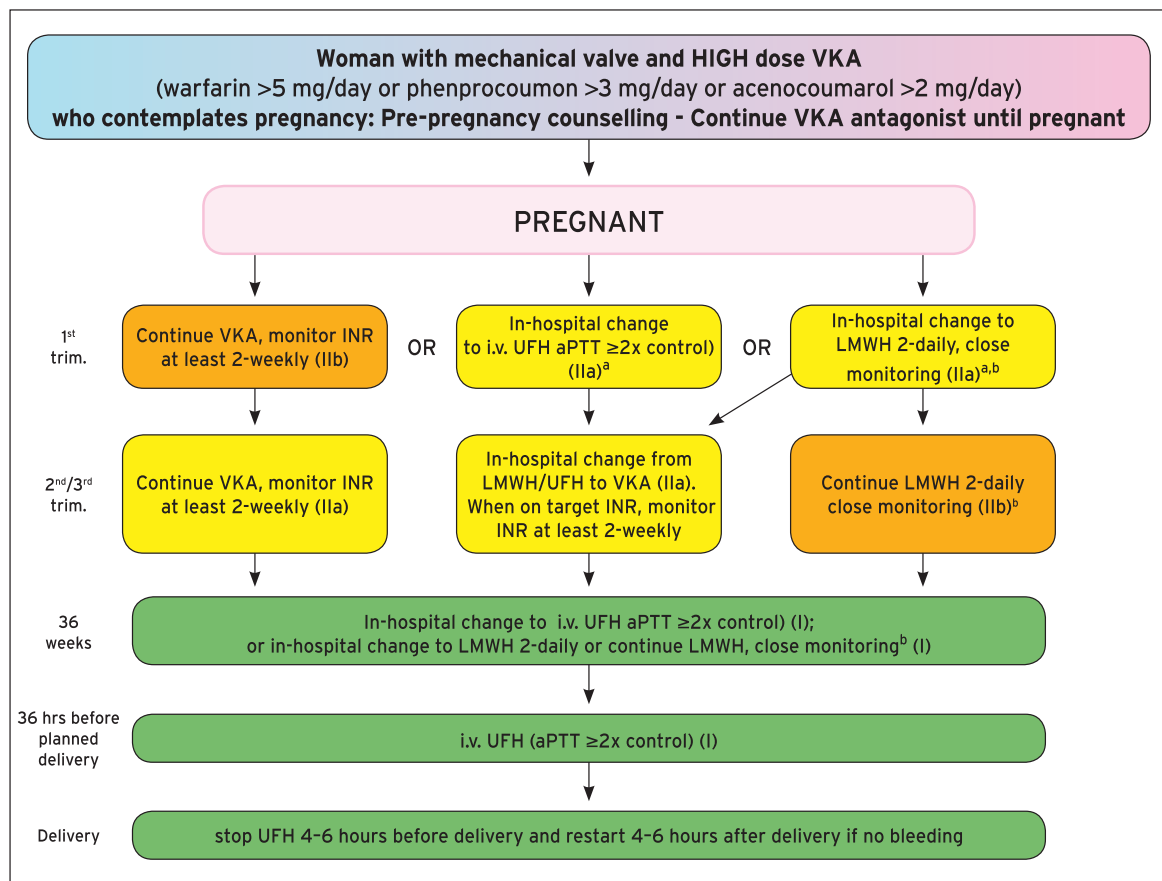 Woman with mechanical valve and HIGH dose VKA
(warfarin >5 mg/day or phenprocoumon >3 mg/day or acenocoumarol >2 mg/day)
who contemplates pregnancy: Pre-pregnancy counselling - Continue VKA antagonist until pregnant
PREGNANT
1st
trim.
Continue VKA, monitor INR
at least 2-weekly (IIb)
OR
In-hospital change
to i.v. UFH aPTT ≥2x control)
(IIa)a
OR
In-hospital change to
LMWH 2-daily, close
monitoring (IIa)a,b
2nd/3rd
trim.
Continue VKA, monitor INR
at least 2-weekly (IIa)
In-hospital change from
LMWH/UFH to VKA (IIa).
When on target INR, monitor
INR at least 2-weekly
Continue LMWH 2-daily
close monitoring (IIb)b
36
weeks
In-hospital change to i.v. UFH aPTT ≥2x control) (I);
or in-hospital change to LMWH 2-daily or continue LMWH, close monitoringb (I)
36 hrs before
planned
delivery
i.v. UFH (aPTT ≥2x control) (I)
Delivery
stop UFH 4–6 hours before delivery and restart 4–6 hours after delivery if no bleeding